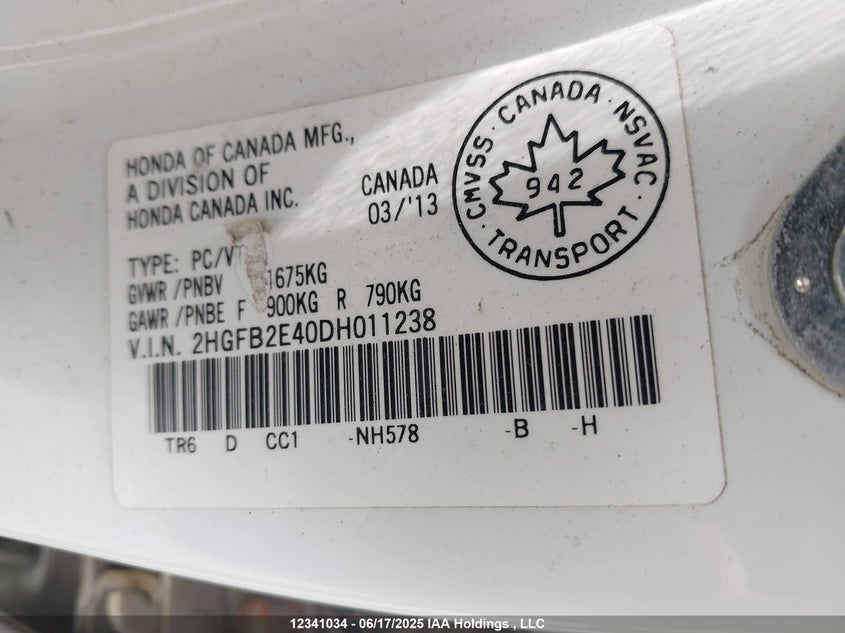 HONDA OF CANADA MFG.,
A DIVISION OF
HONDA CANADA INC.
CANADA
03/'13
CMVSS · CANADA · NSVAC · TRANSPORT ·
942
TYPE: PC/VT
GVWR/PNBV 1675KG
GAWR/PNBE F 900KG R 790KG
V.I.N. 2HGFB2E40DH011238
TR6 D CC1 -NH578 -B -H
12341034 - 06/17/2025 IAA Holdings , LLC